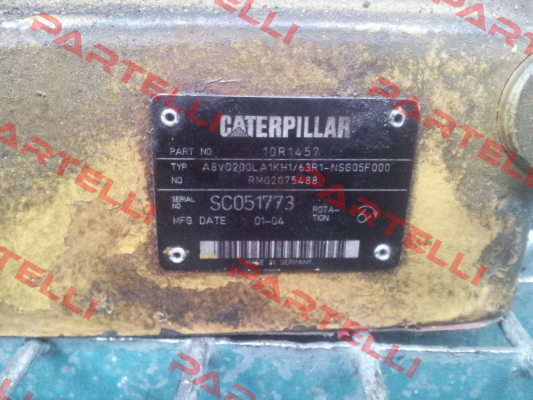 CATERPILLAR
PART NO 10R1457
TYP A8VO200LA1KH1/63R1-NSG05F000
NO RM02075488
SERIAL NO SC051773 ROTATION
MFG DATE 01-04
MADE IN GERMANY
PARTELLI
PARTELLI
PARTELLI
PARTELLI
PARTELLI
PARTELLI